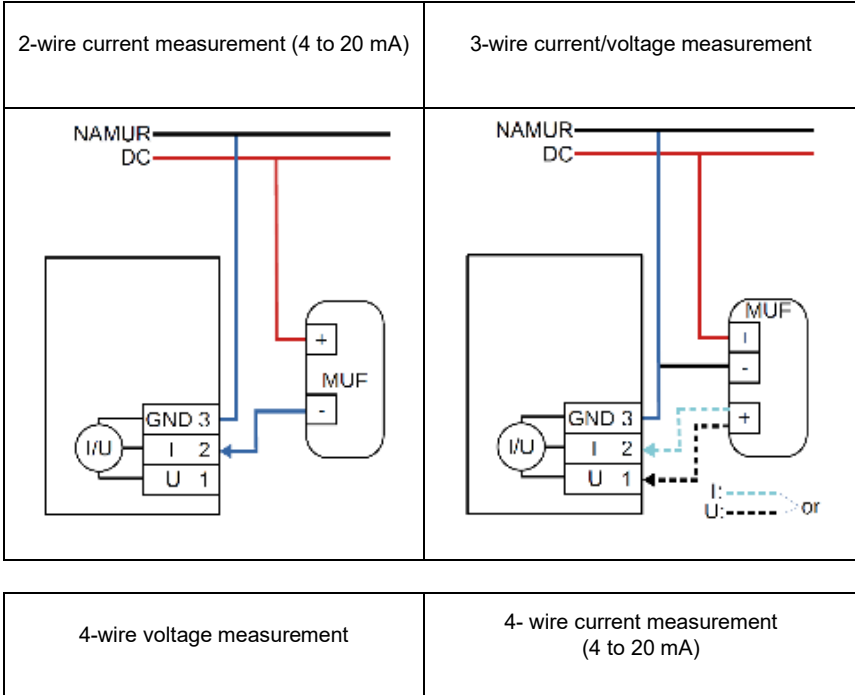 2-wire current measurement (4 to 20 mA)
3-wire current/voltage measurement
NAMUR
DC
+
MUF
-
GND 3
I/U
I 2
U 1
NAMUR
DC
MUF
-
+
GND 3
I/U
I 2
U 1
I:
U:
or
4-wire voltage measurement
4- wire current measurement
(4 to 20 mA)